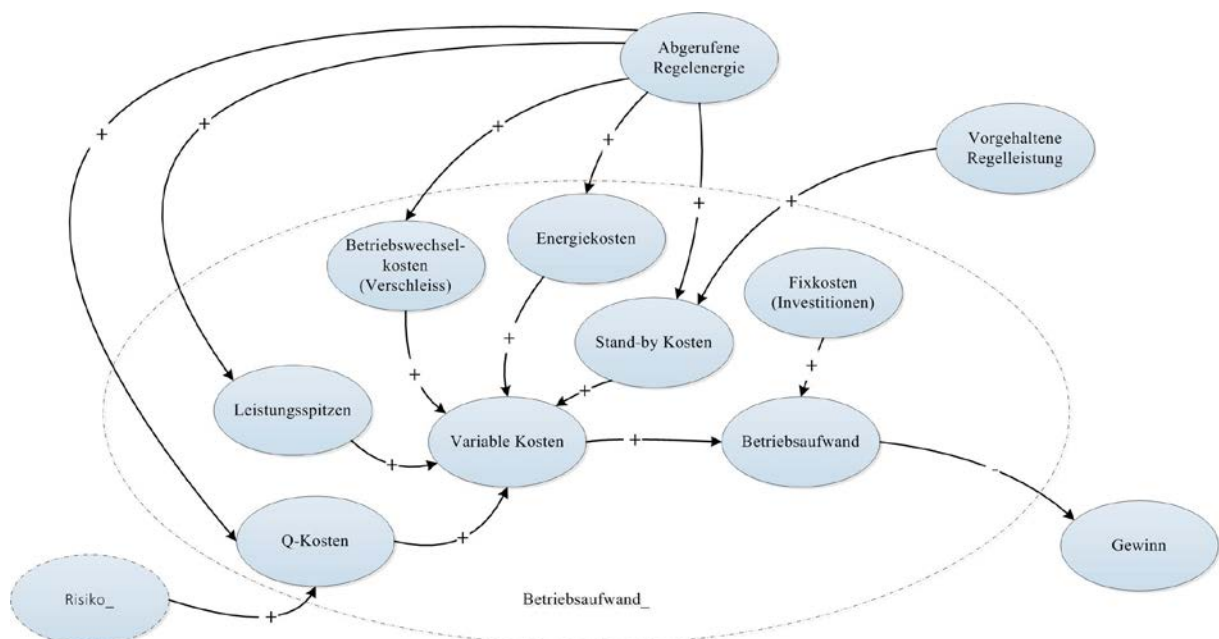 Abgerufene
Regelenergie
+
+
+
+
Vorgehaltene
Regelleistung
+
+
Betriebswechsel-
kosten
(Verschleiss)
Energiekosten
Fixkosten
(Investitionen)
Stand-by Kosten
+
+
+
+
Leistungsspitzen
Variable Kosten
+
Betriebsaufwand
+
-
Q-Kosten
+
Gewinn
Risiko_
+
Betriebsaufwand_